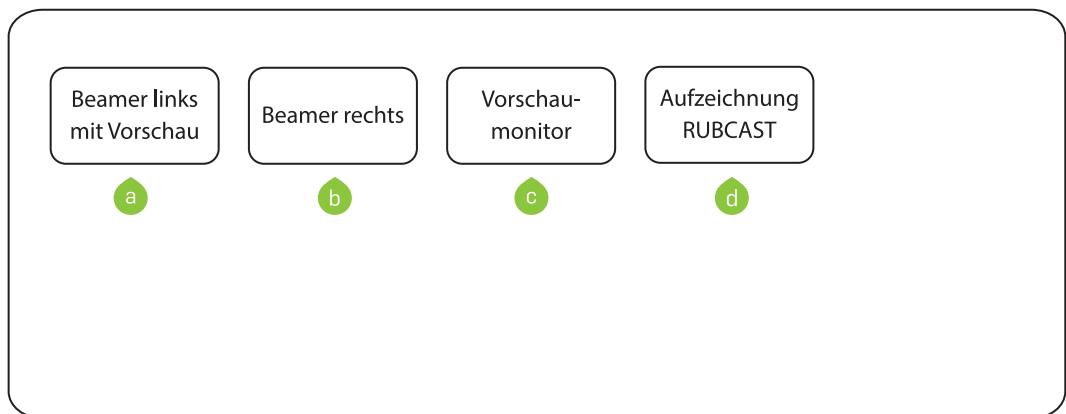 Beamer links
mit Vorschau
Beamer rechts
Vorschau-
monitor
Aufzeichnung
RUBCAST
a
b
c
d